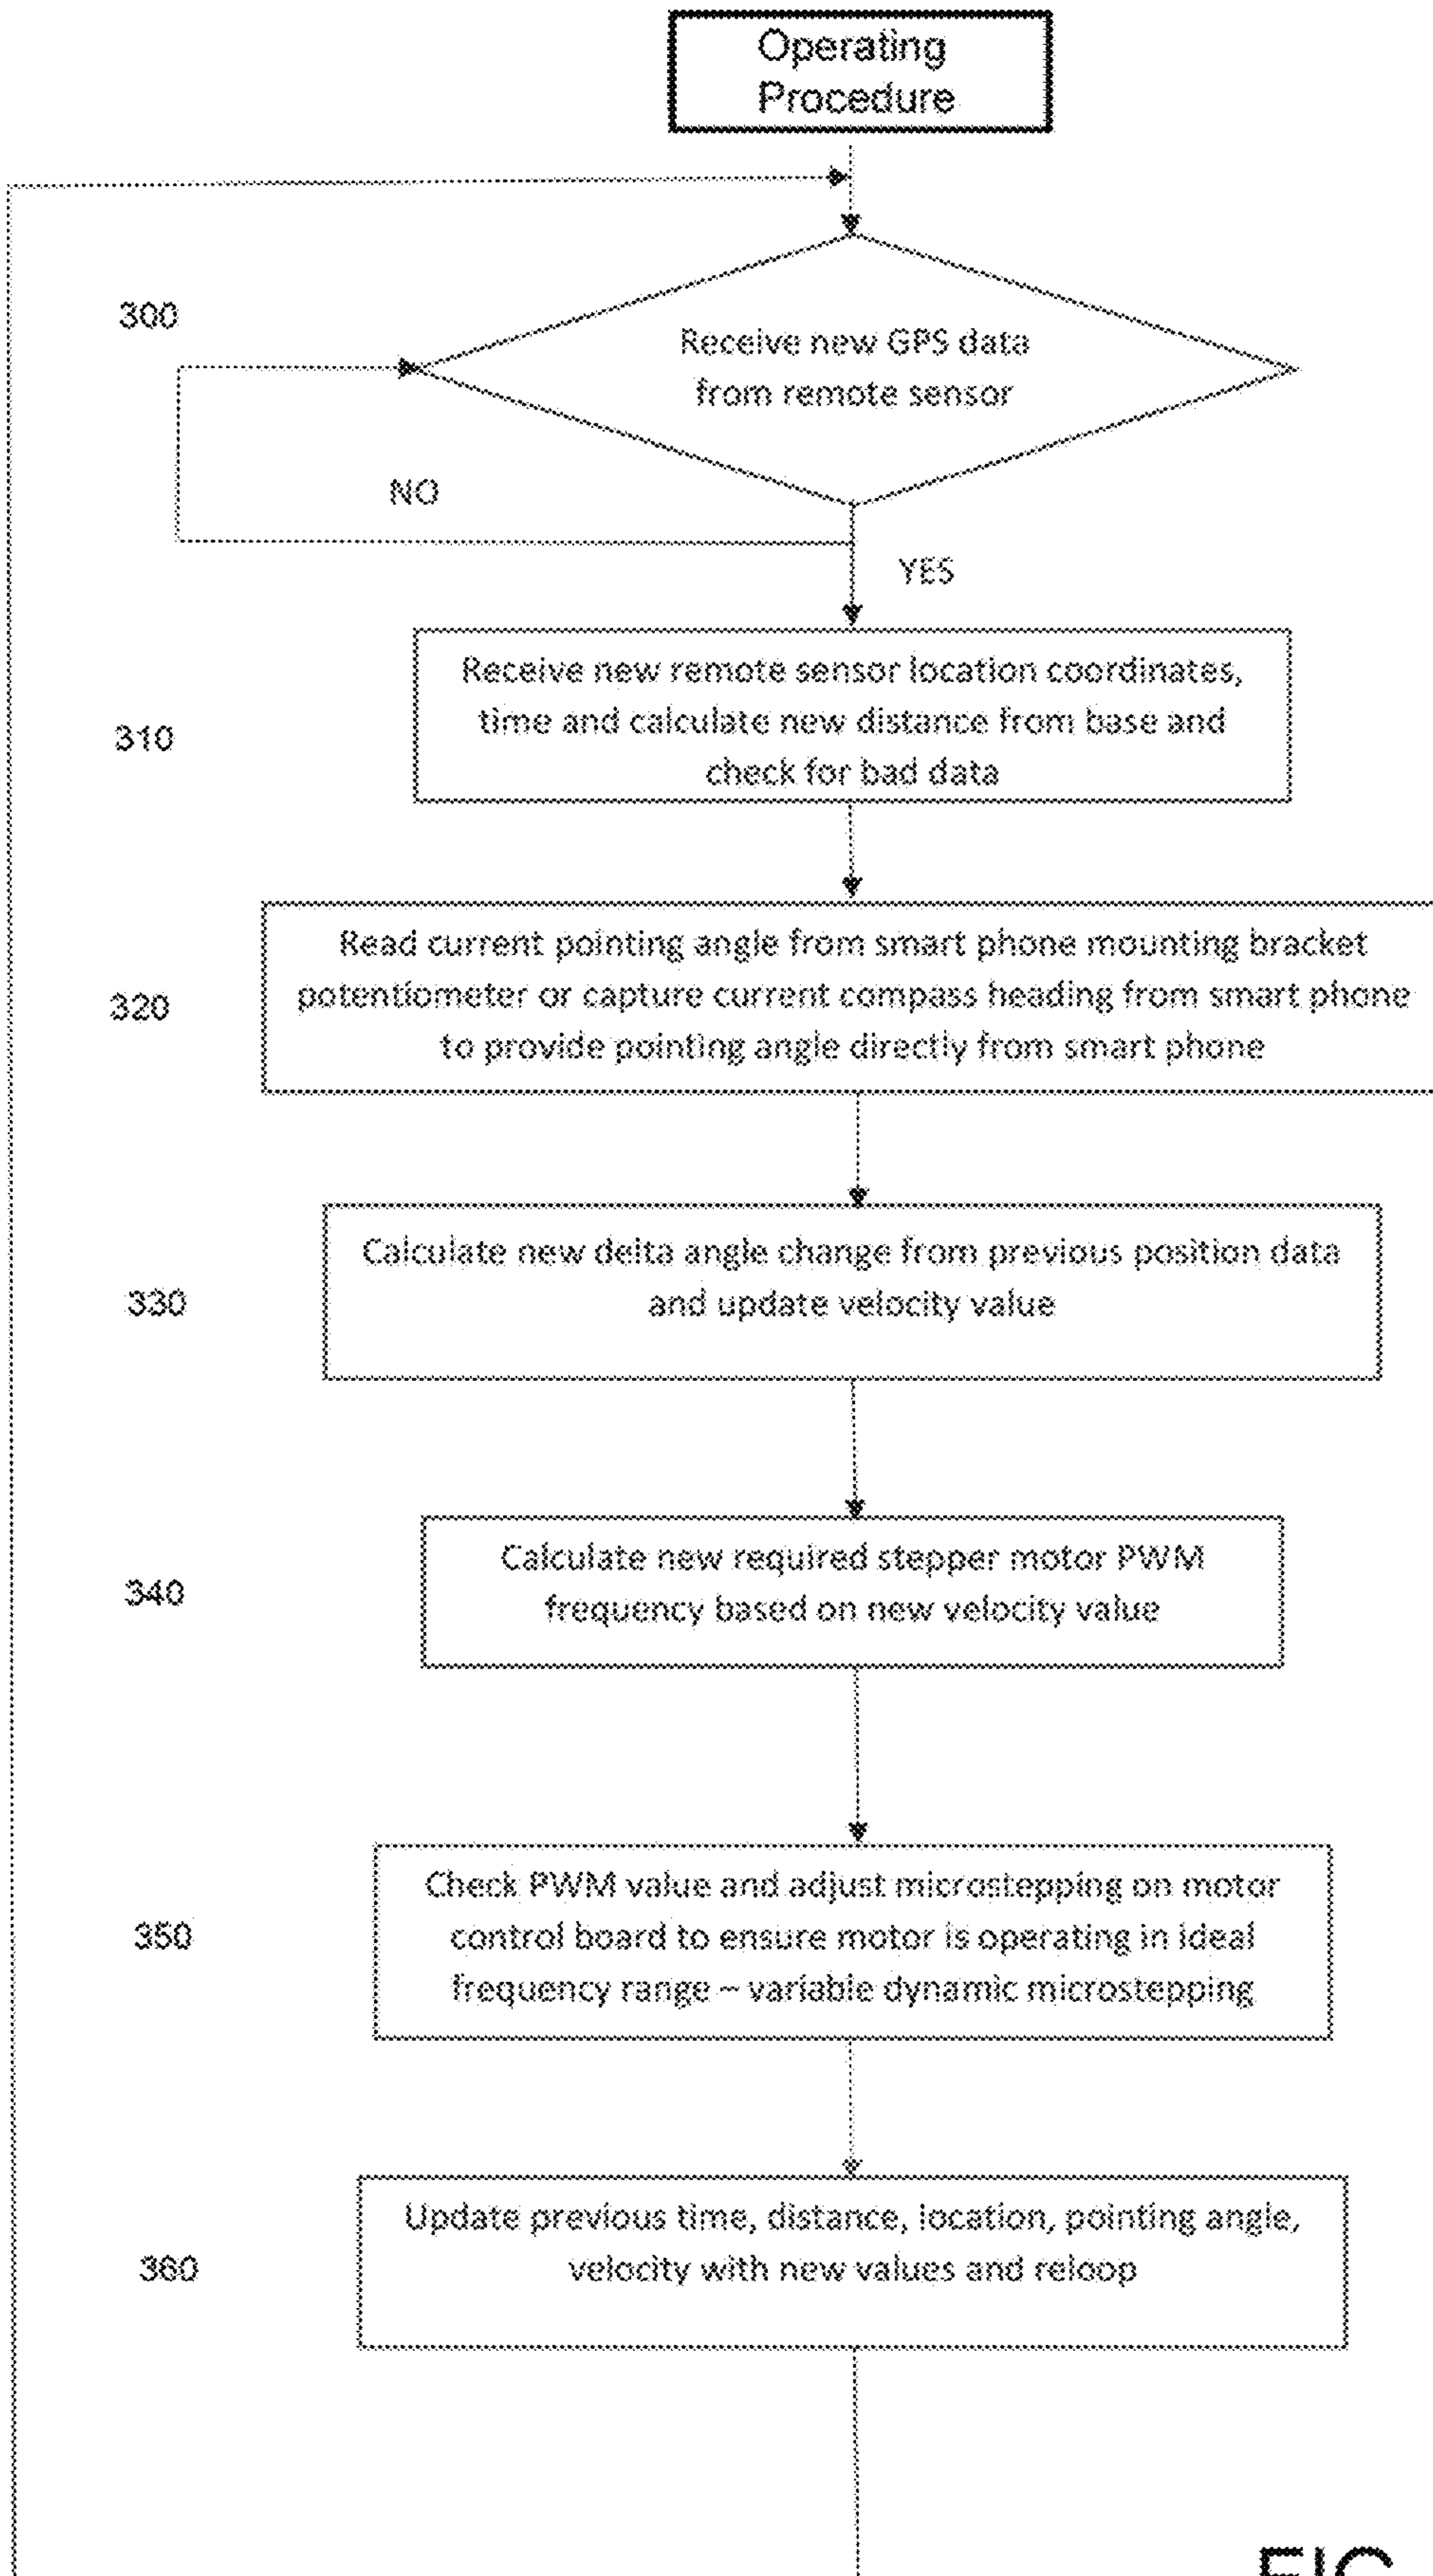 Operating
Procedure
300
Receive new GPS data
from remote sensor
NO
YES
310
Receive new remote sensor location coordinates,
time and calculate new distance from base and
check for bad data
320
Read current pointing angle from smart phone mounting bracket
potentiometer or capture current compass heading from smart phone
to provide pointing angle directly from smart phone
330
Calculate new delta angle change from previous position data
and update velocity value
340
Calculate new required stepper motor PWM
frequency based on new velocity value
350
Check PWM value and adjust microstepping on motor
control board to ensure motor is operating in ideal
frequency range – variable dynamic microstepping
360
Update previous time, distance, location, pointing angle,
velocity with new values and reloop
FIG